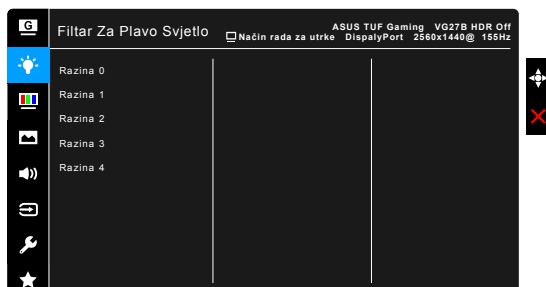 G
Filtar Za Plavo Svjetlo
ASUS TUF Gaming VG27B HDR Off
Način rada za utrke DispalyPort 2560x1440@ 155Hz
Razina 0
Razina 1
Razina 2
Razina 3
Razina 4